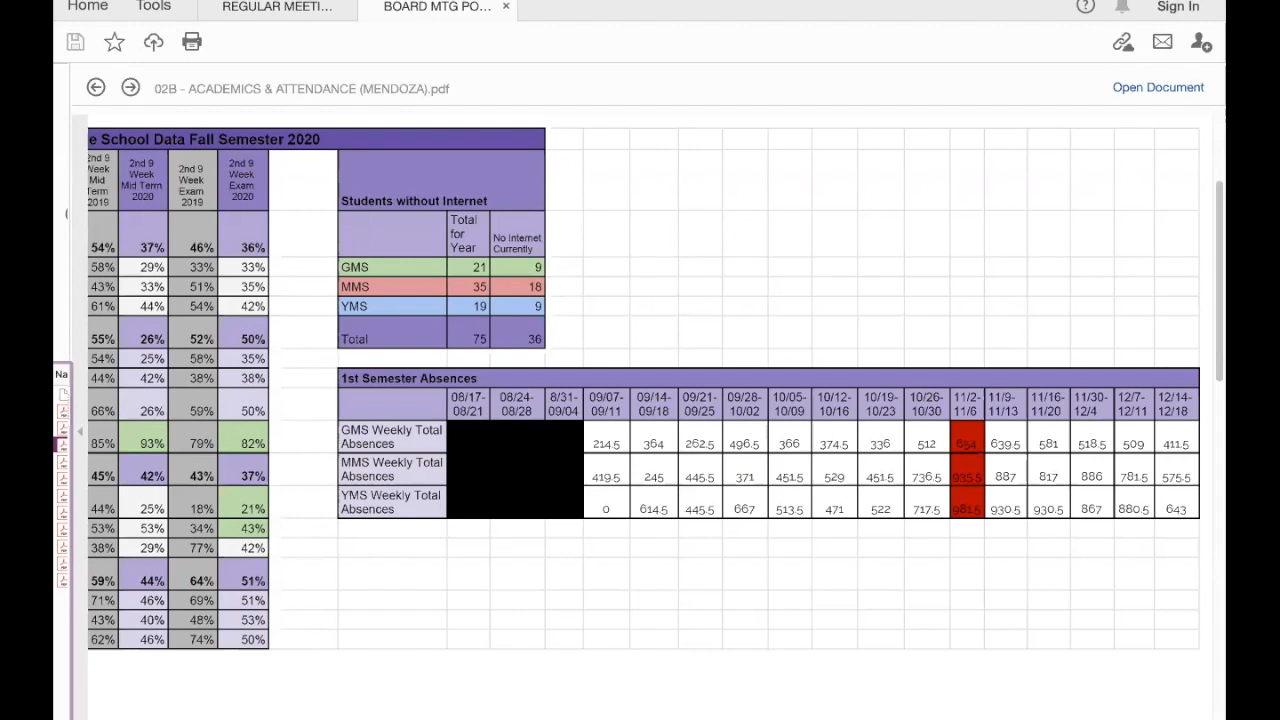 Home Tools REGULAR MEETI... BOARD MTG PO... × ? Sign In
02B - ACADEMICS & ATTENDANCE (MENDOZA).pdf Open Document
e School Data Fall Semester 2020
2nd 9 Week Mid Term 2019 2nd 9 Week Mid Term 2020 2nd 9 Week Exam 2019 2nd 9 Week Exam 2020
54% 37% 46% 36%
58% 29% 33% 33%
43% 33% 51% 35%
61% 44% 54% 42%
55% 26% 52% 50%
54% 25% 58% 35%
44% 42% 38% 38%
66% 26% 59% 50%
85% 93% 79% 82%
45% 42% 43% 37%
44% 25% 18% 21%
53% 53% 34% 43%
38% 29% 77% 42%
59% 44% 64% 51%
71% 46% 69% 51%
43% 40% 48% 53%
62% 46% 74% 50%
Students without Internet
Total for Year No Internet Currently
GMS 21 9
MMS 35 18
YMS 19 9
Total 75 36
1st Semester Absences
08/17-08/21 08/24-08/28 8/31-09/04 09/07-09/11 09/14-09/18 09/21-09/25 09/28-10/02 10/05-10/09 10/12-10/16 10/19-10/23 10/26-10/30 11/2-11/6 11/9-11/13 11/16-11/20 11/30-12/4 12/7-12/11 12/14-12/18
GMS Weekly Total Absences 214.5 364 262.5 496.5 366 374.5 336 512 654 639.5 581 518.5 509 411.5
MMS Weekly Total Absences 419.5 245 445.5 371 451.5 529 451.5 736.5 935.5 887 817 886 781.5 575.5
YMS Weekly Total Absences 0 614.5 445.5 667 513.5 471 522 717.5 981.5 930.5 930.5 867 880.5 643
Na